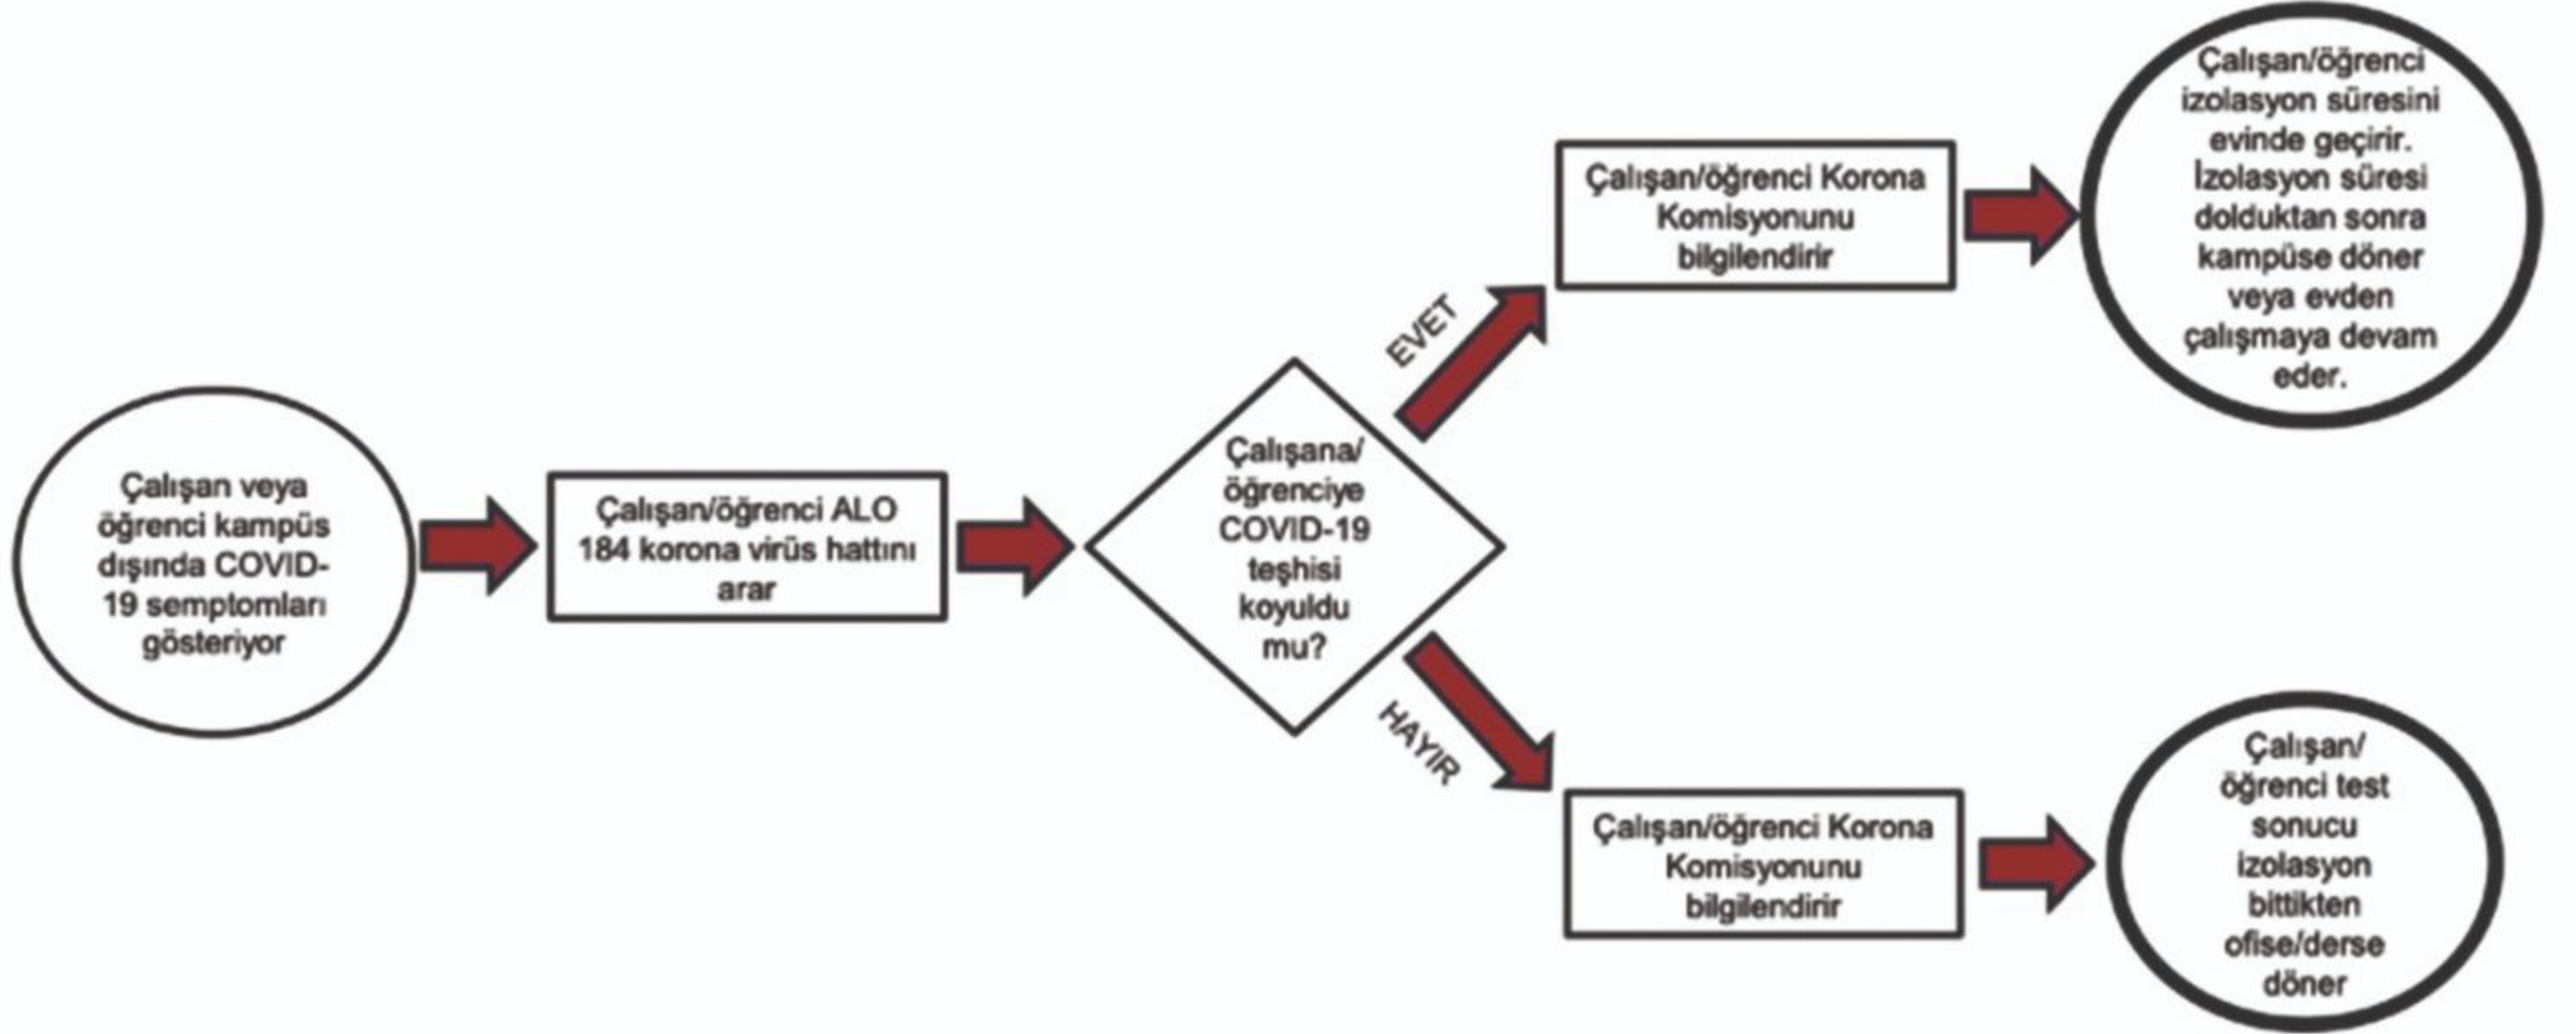 Çalışan veya
öğrenci kampüs
dışında COVID-
19 semptomları
gösteriyor
Çalışan/öğrenci ALO
184 korona virüs hattını
arar
Çalışana/
öğrenciye
COVID-19
teşhisi
koyuldu
mu?
EVET
Çalışan/öğrenci Korona
Komisyonunu
bilgilendirir
Çalışan/öğrenci
izolasyon süresini
evinde geçirir.
İzolasyon süresi
dolduktan sonra
kampüse döner
veya evden
çalışmaya devam
eder.
HAYIR
Çalışan/öğrenci Korona
Komisyonunu
bilgilendirir
Çalışan/
öğrenci test
sonucu
izolasyon
bittikten
ofise/derse
döner